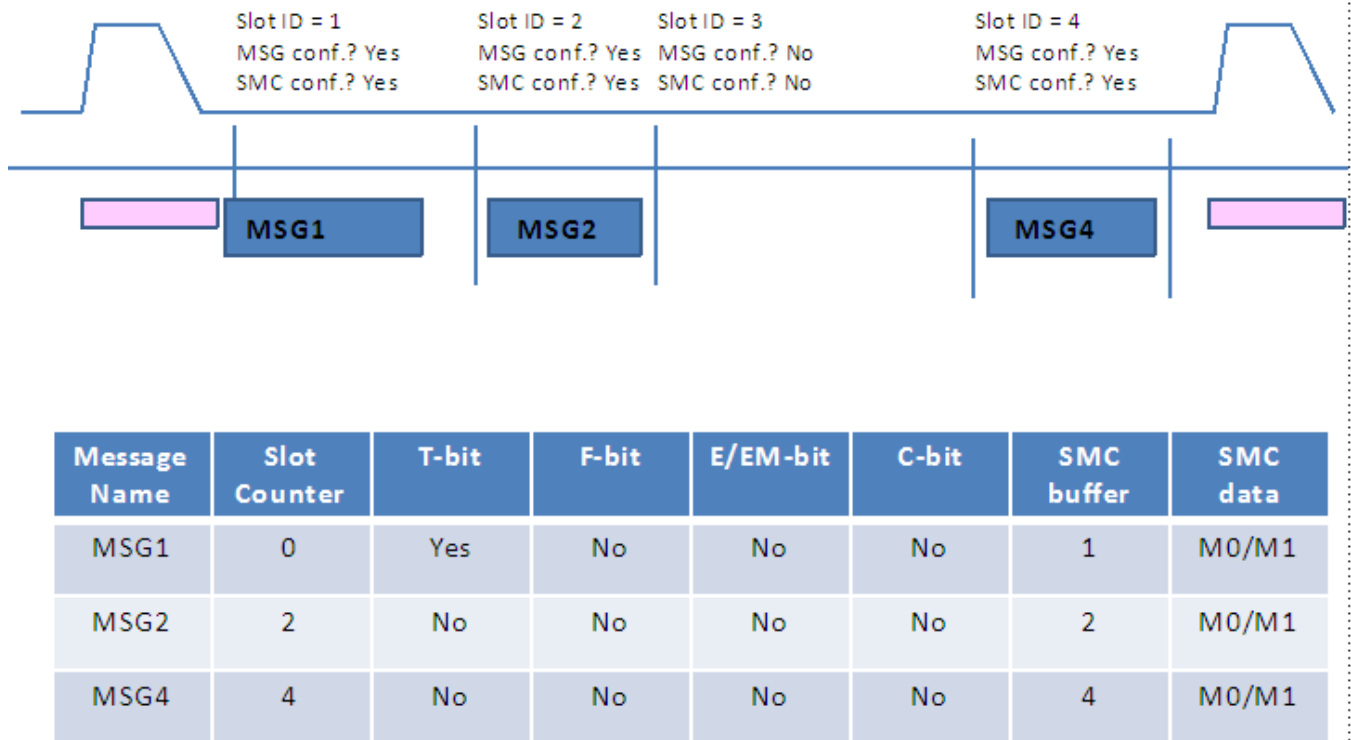 Slot ID = 1
MSG conf.? Yes
SMC conf.? Yes
Slot ID = 2
MSG conf.? Yes
SMC conf.? Yes
Slot ID = 3
MSG conf.? No
SMC conf.? No
Slot ID = 4
MSG conf.? Yes
SMC conf.? Yes
MSG1
MSG2
MSG4
Message Name Slot Counter T-bit F-bit E/EM-bit C-bit SMC buffer SMC data
MSG1 0 Yes No No No 1 M0/M1
MSG2 2 No No No No 2 M0/M1
MSG4 4 No No No No 4 M0/M1